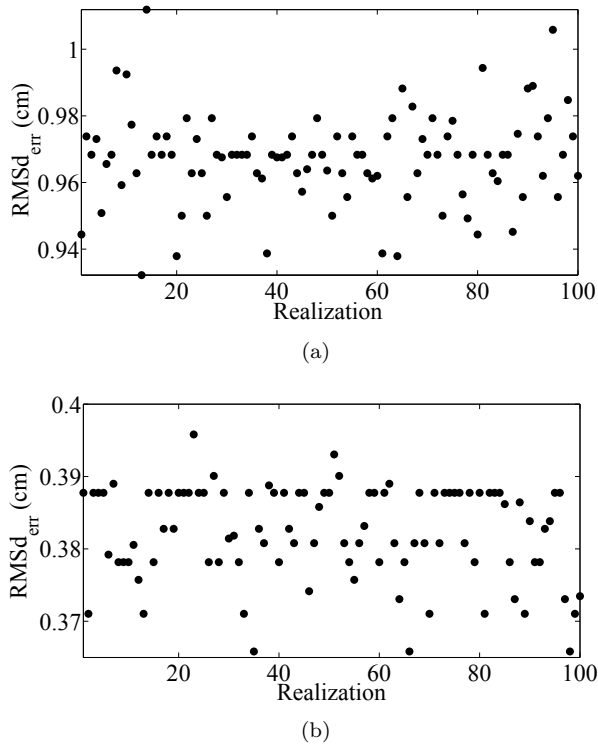 1
0.98
0.96
0.94
RMSd_err (cm)
20 40 60 80 100
Realization
(a)
0.4
0.39
0.38
0.37
RMSd_err (cm)
20 40 60 80 100
Realization
(b)